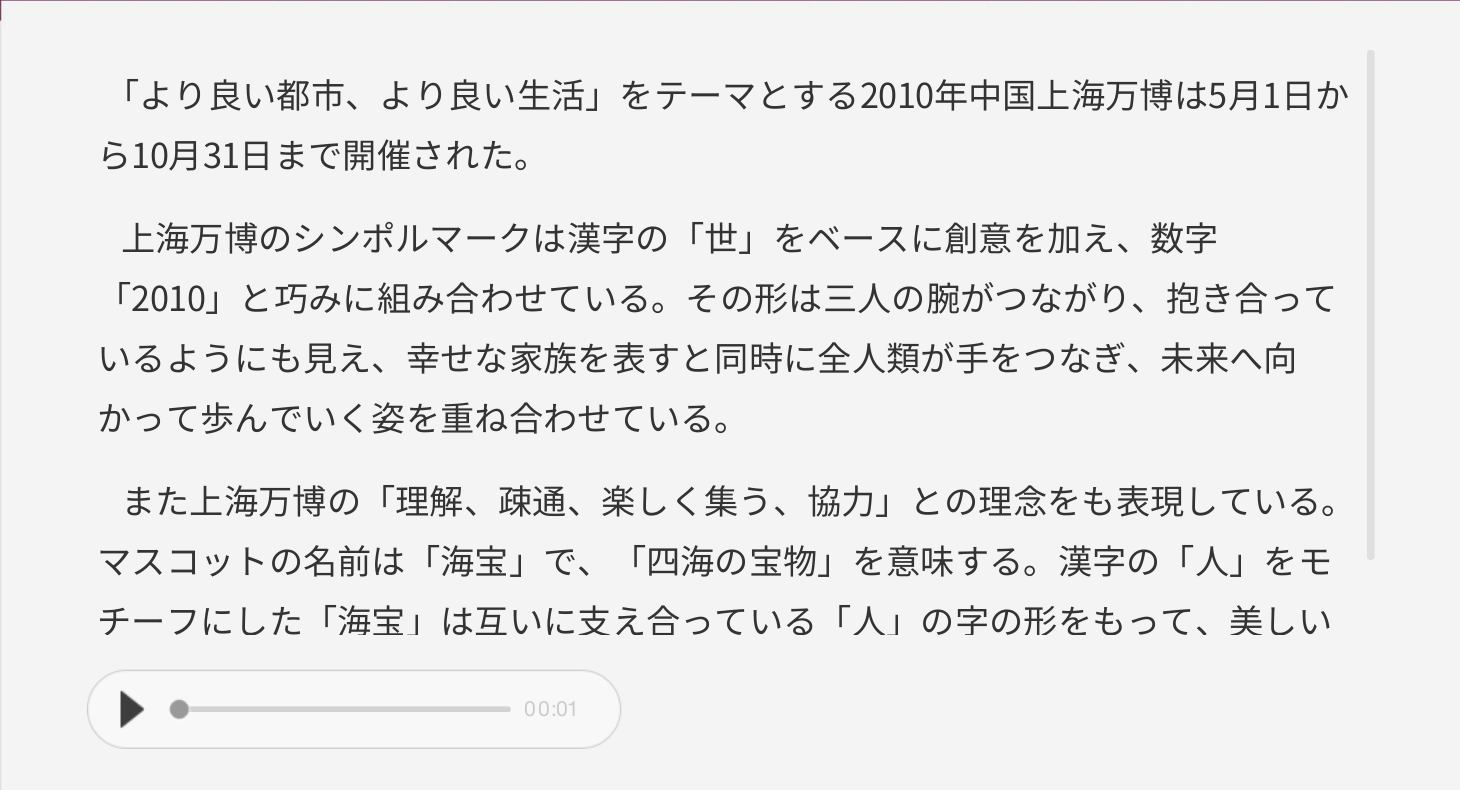 「より良い都市、より良い生活」をテーマとする2010年中国上海万博は5月1日か
ら10月31日まで開催された。
上海万博のシンポルマークは漢字の「世」をベースに創意を加え、数字
「2010」と巧みに組み合わせている。その形は三人の腕がつながり、抱き合って
いるようにも見え、幸せな家族を表すと同時に全人類が手をつなぎ、未来へ向
かって歩んでいく姿を重ね合わせている。
また上海万博の「理解、疎通、楽しく集う、協力」との理念をも表現している。
マスコットの名前は「海宝」で、「四海の宝物」を意味する。漢字の「人」をモ
チーフにした「海宝」は互いに支え合っている「人」の字の形をもって、美しい
00:01